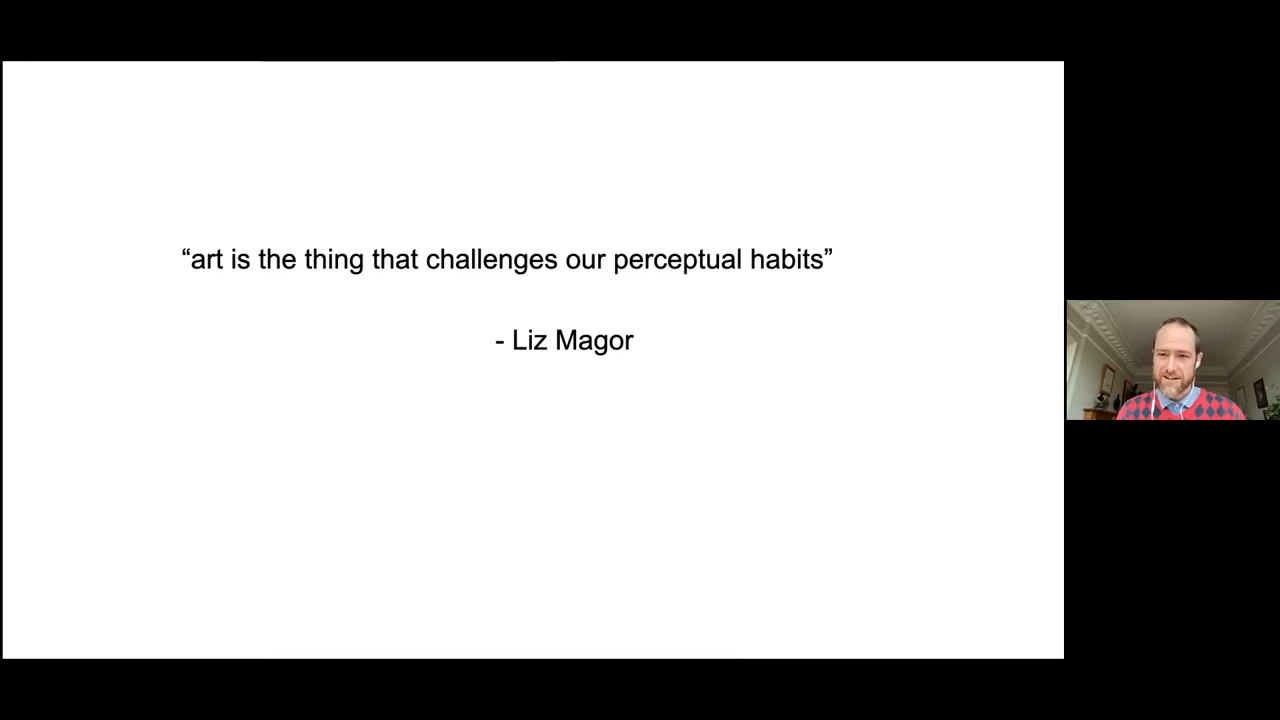 “art is the thing that challenges our perceptual habits”
- Liz Magor